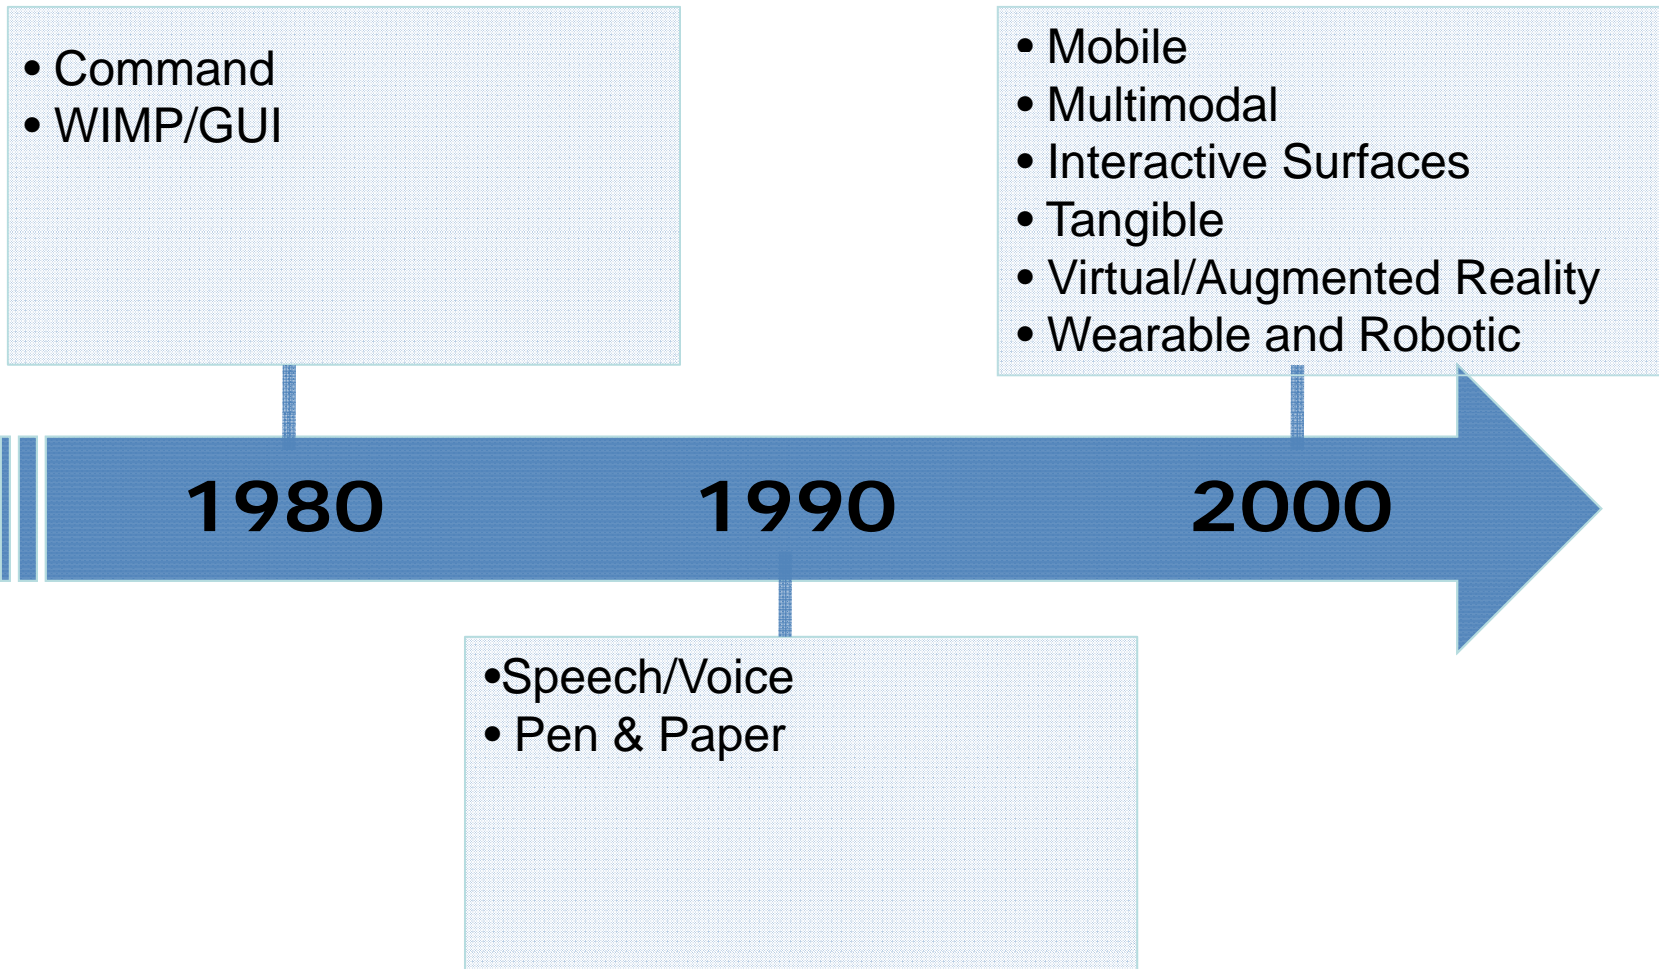 • Command
• WIMP/GUI
• Mobile
• Multimodal
• Interactive Surfaces
• Tangible
• Virtual/Augmented Reality
• Wearable and Robotic
1980
1990
2000
•Speech/Voice
• Pen & Paper